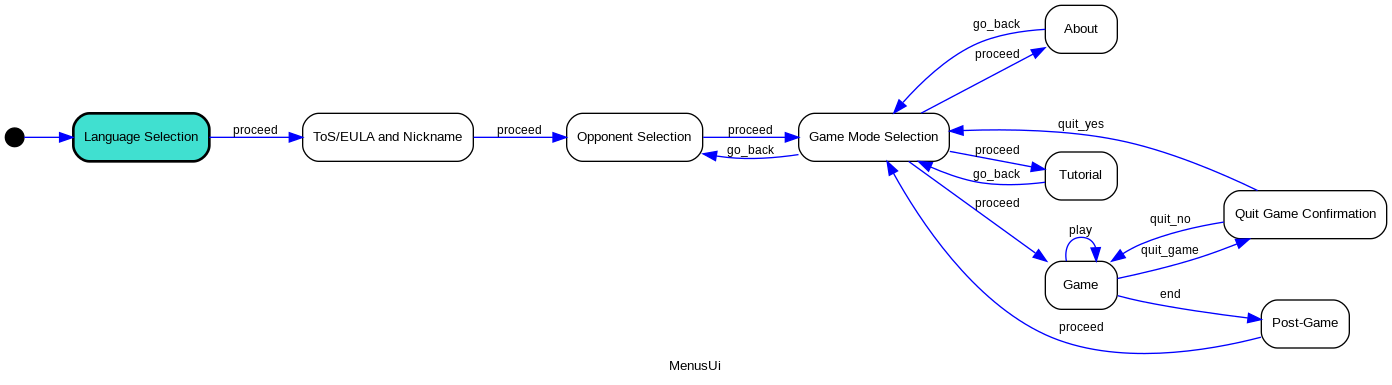 go_back
About
proceed
Language Selection
proceed
ToS/EULA and Nickname
proceed
Opponent Selection
proceed
go_back
Game Mode Selection
quit_yes
proceed
go_back
Tutorial
proceed
Quit Game Confirmation
quit_no
play
quit_game
Game
end
Post-Game
proceed
MenusUi